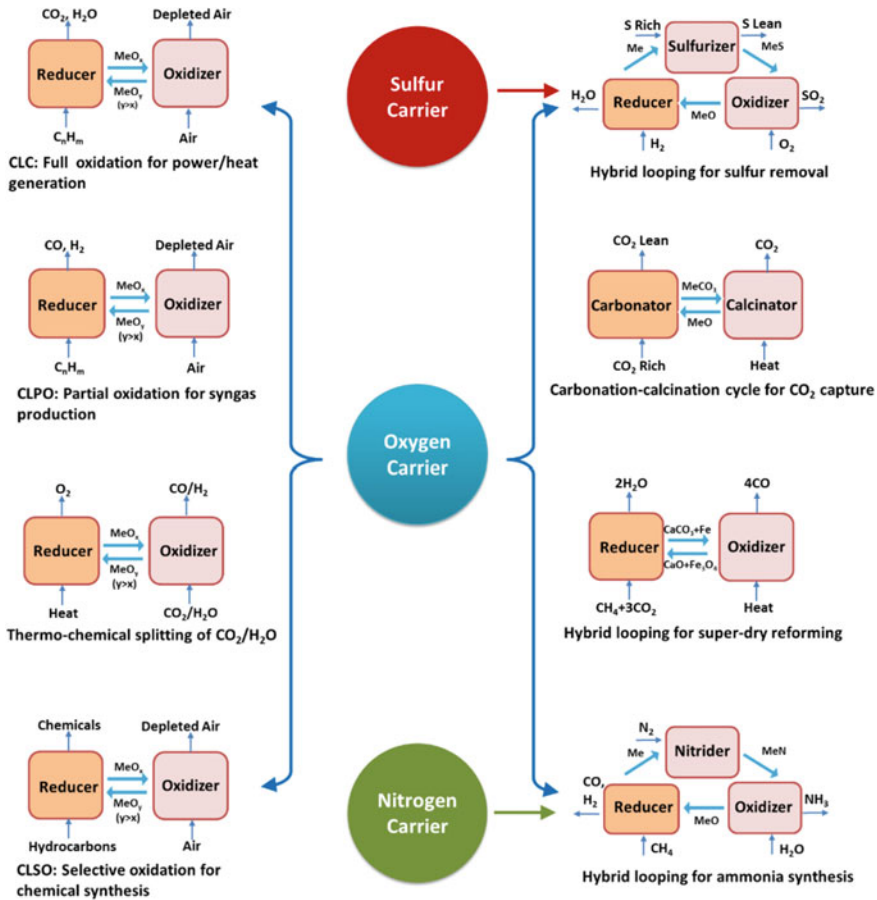 CO₂, H₂O
Depleted Air
Reducer
MeOₓ
MeOᵧ
(y>x)
Oxidizer
CₙHₘ
Air
CLC: Full oxidation for power/heat
generation
CO, H₂
Depleted Air
Reducer
MeOₓ
MeOᵧ
(y>x)
Oxidizer
CₙHₘ
Air
CLPO: Partial oxidation for syngas
production
O₂
CO/H₂
Reducer
MeOₓ
MeOᵧ
(y>x)
Oxidizer
Heat
CO₂/H₂O
Thermo-chemical splitting of CO₂/H₂O
Chemicals
Depleted Air
Reducer
MeOₓ
MeOᵧ
(y>x)
Oxidizer
Hydrocarbons
Air
CLSO: Selective oxidation for
chemical synthesis
Sulfur
Carrier
Oxygen
Carrier
Nitrogen
Carrier
S Rich
S Lean
Sulfurizer
Me
MeS
H₂O
Reducer
MeO
Oxidizer
SO₂
H₂
O₂
Hybrid looping for sulfur removal
CO₂ Lean
CO₂
Carbonator
MeCO₃
MeO
Calcinator
CO₂ Rich
Heat
Carbonation-calcination cycle for CO₂ capture
2H₂O
4CO
Reducer
CaCO₃+Fe
CaO+Fe₃O₄
Oxidizer
CH₄+3CO₂
Heat
Hybrid looping for super-dry reforming
N₂
Nitrider
Me
MeN
CO,
H₂
Reducer
MeO
Oxidizer
NH₃
CH₄
H₂O
Hybrid looping for ammonia synthesis